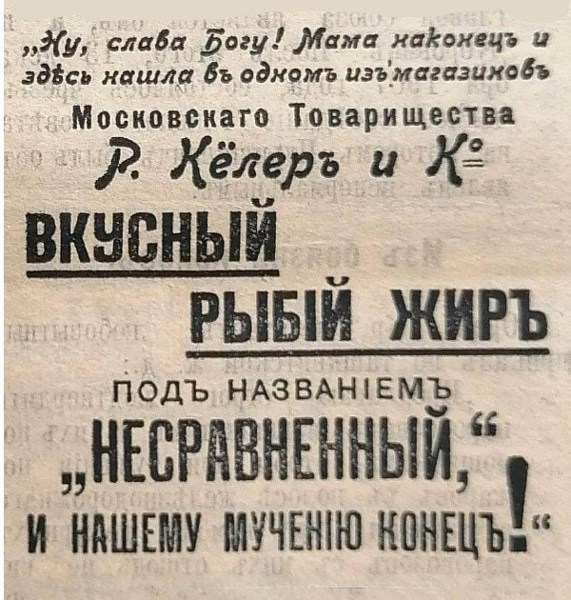 „Ну, слава Богу! Мама наконецъ и
здѣсь нашла въ одномъ изъ магазиновъ
Московскаго Товарищества
Р. Кёлеръ и Кº
ВКУСНЫЙ
РЫБІЙ ЖИРЪ
ПОДЪ НАЗВАНІЕМЪ
„НЕСРАВНЕННЫЙ,“
И НАШЕМУ МУЧЕНІЮ КОНЕЦЪ!“